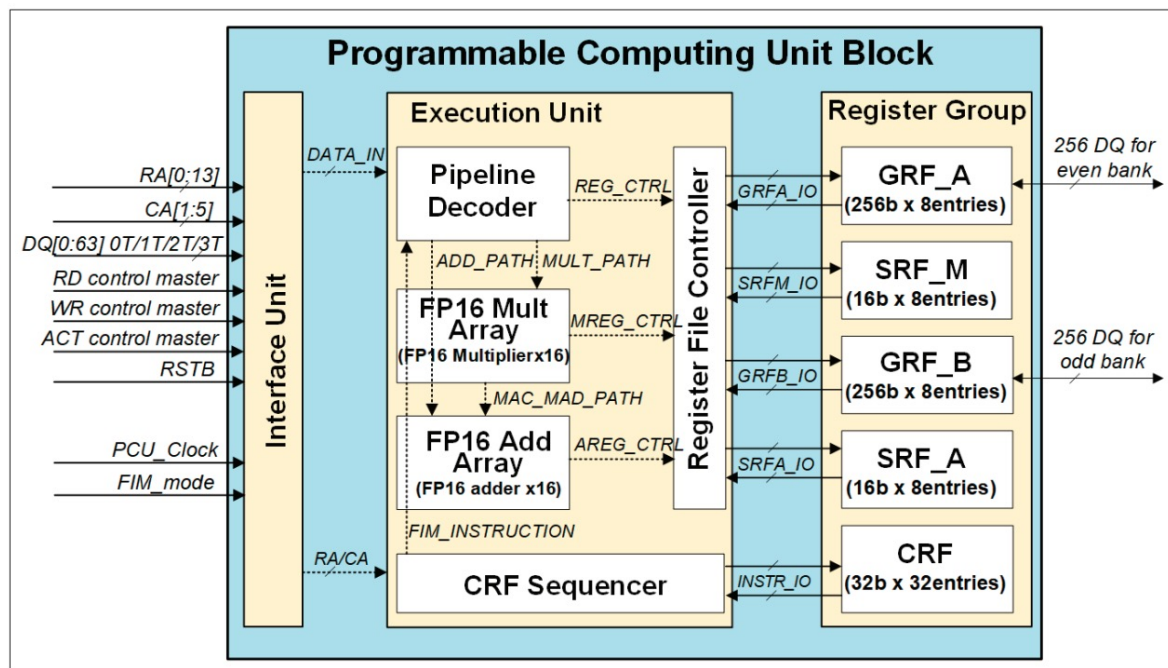 Programmable Computing Unit Block
RA[0:13]
CA[1:5]
DQ[0:63] 0T/1T/2T/3T
RD control master
WR control master
ACT control master
RSTB
PCU_Clock
FIM_mode
Interface Unit
DATA_IN
RA/CA
Execution Unit
Pipeline
Decoder
REG_CTRL
ADD_PATH
MULT_PATH
FP16 Mult
Array
(FP16 Multiplierx16)
MREG_CTRL
MAC_MAD_PATH
FP16 Add
Array
(FP16 adder x16)
AREG_CTRL
FIM_INSTRUCTION
CRF Sequencer
Register File Controller
GRFA_IO
SRFM_IO
GRFB_IO
SRFA_IO
INSTR_IO
Register Group
GRF_A
(256b x 8entries)
SRF_M
(16b x 8entries)
GRF_B
(256b x 8entries)
SRF_A
(16b x 8entries)
CRF
(32b x 32entries)
256 DQ for
even bank
256 DQ for
odd bank